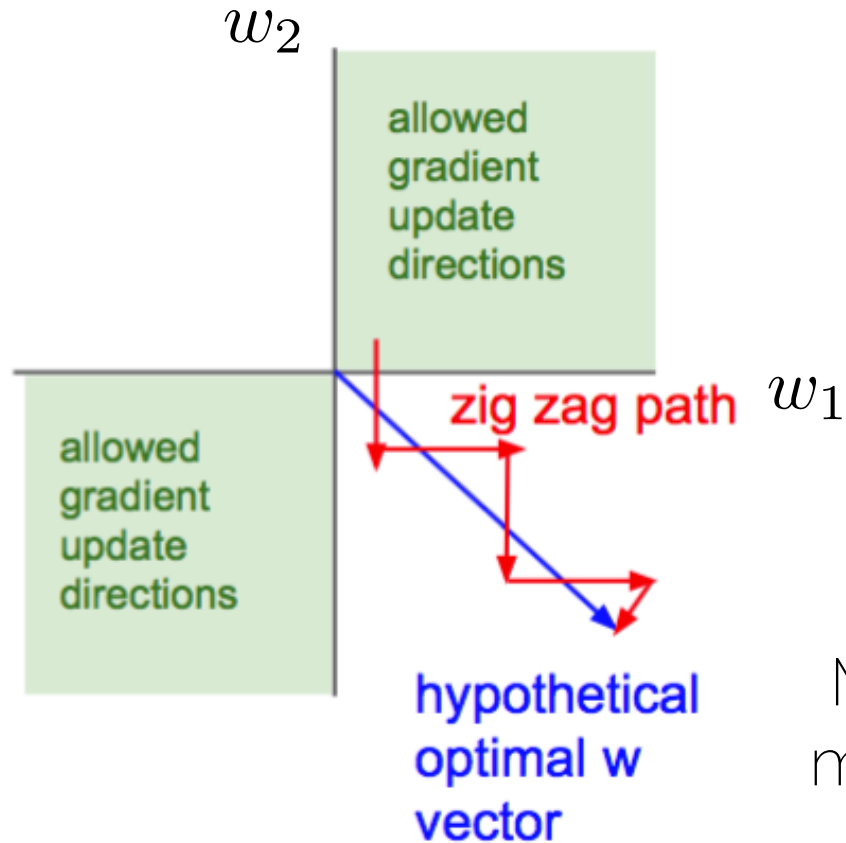 w₂
allowed
gradient
update
directions
zig zag path
w₁
allowed
gradient
update
directions
hypothetical
optimal w
vector